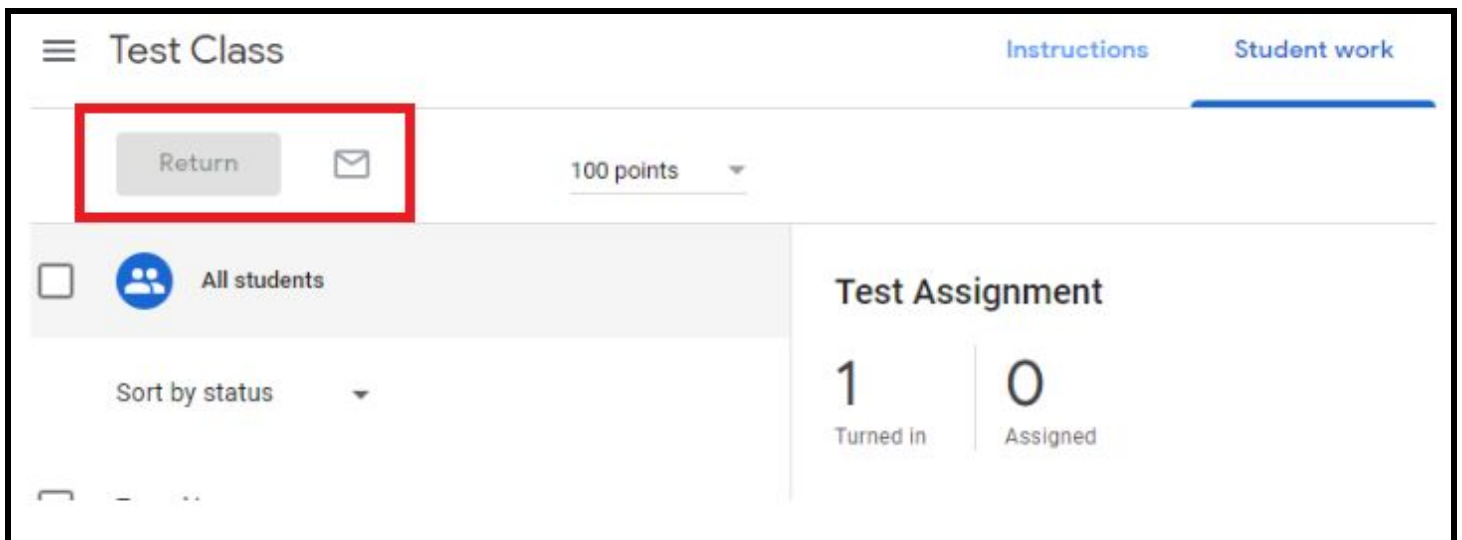 Test Class
Instructions
Student work
Return
100 points
All students
Test Assignment
Sort by status
1
0
Turned in
Assigned